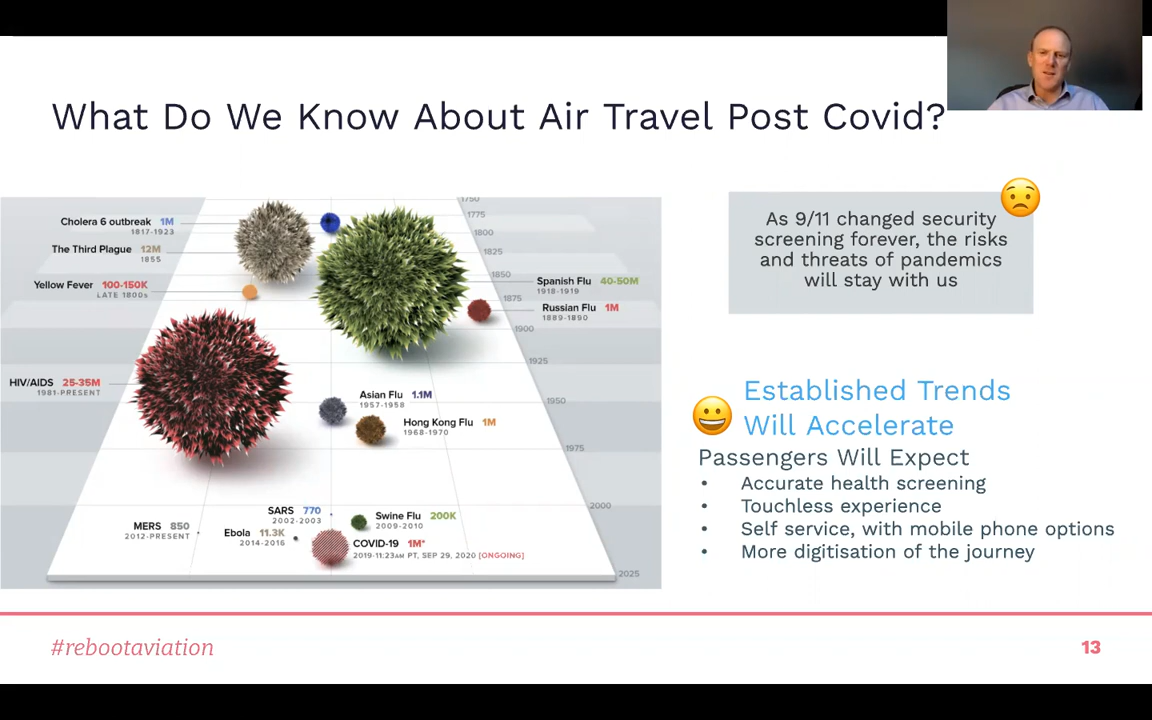 What Do We Know About Air Travel Post Covid?
1750
1775
1800
1825
1850
1875
1900
1925
1950
1975
2000
2025
Cholera 6 outbreak 1M
1817-1923
The Third Plague 12M
1855
Yellow Fever 100-150K
LATE 1800s
Spanish Flu 40-50M
1918-1919
Russian Flu 1M
1889-1890
HIV/AIDS 25-35M
1981-PRESENT
Asian Flu 1.1M
1957-1958
Hong Kong Flu 1M
1968-1970
SARS 770
2002-2003
Swine Flu 200K
2009-2010
MERS 850
2012-PRESENT
Ebola 11.3K
2014-2016
COVID-19 1M*
2019-11:23AM PT, SEP 29, 2020 [ONGOING]
As 9/11 changed security
screening forever, the risks
and threats of pandemics
will stay with us
Established Trends
Will Accelerate
Passengers Will Expect
• Accurate health screening
• Touchless experience
• Self service, with mobile phone options
• More digitisation of the journey
#rebootaviation
13